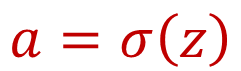 a = σ(z)